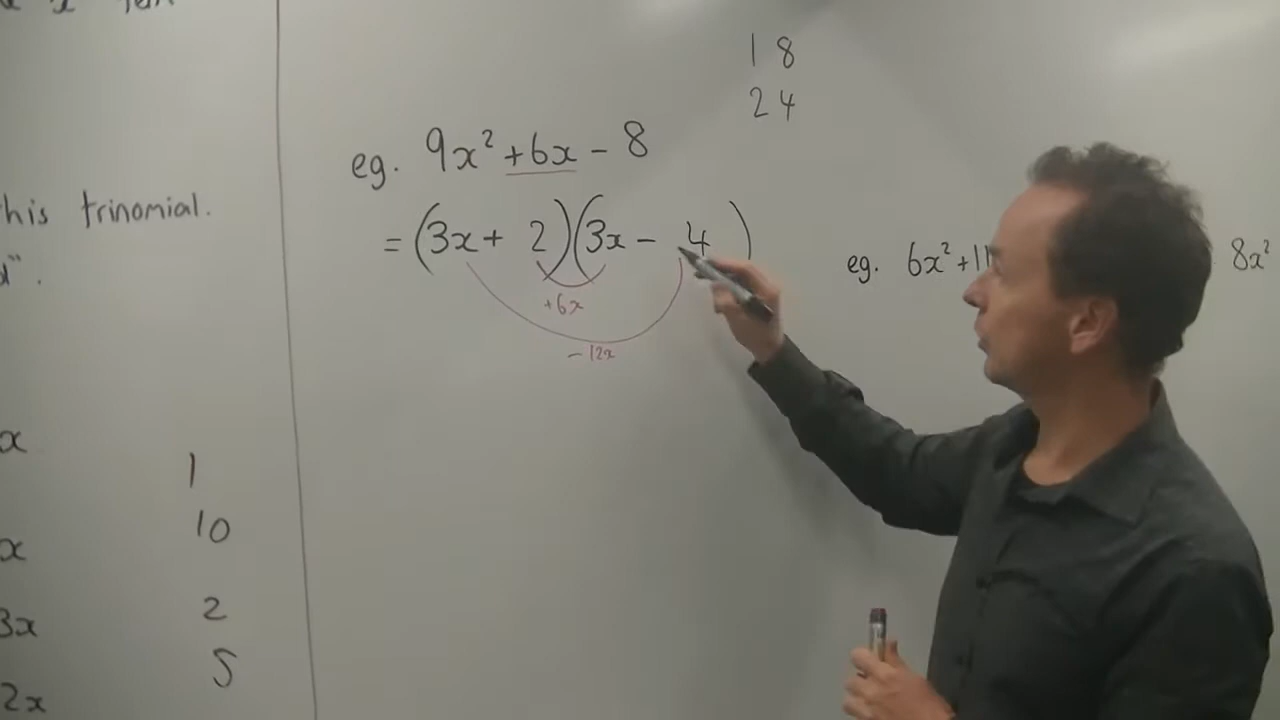 his trinomial.
x
x
3x
2x
1
10
2
5
1 8
2 4
eg. 9x² + 6x - 8
= (3x + 2)(3x - 4 )
+6x
- 12x
eg. 6x² + 11
8x²